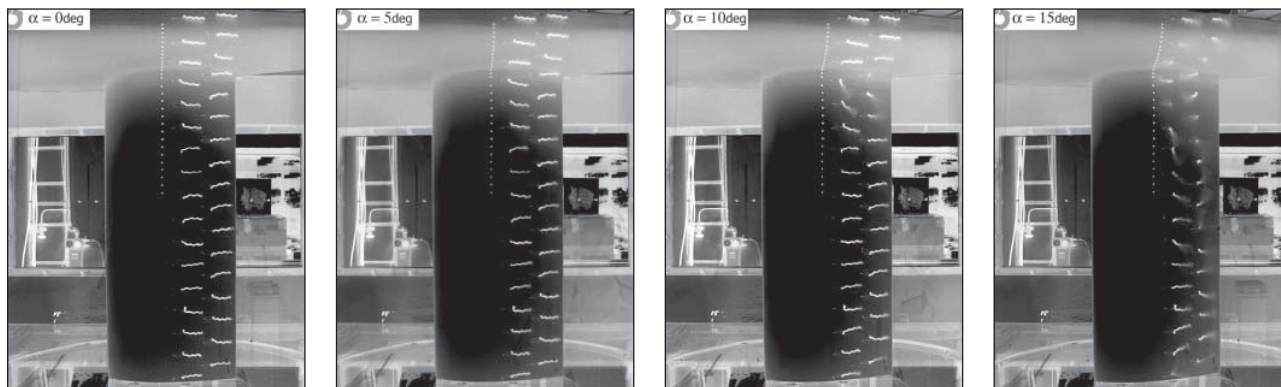 α = 0deg
α = 5deg
α = 10deg
α = 15deg